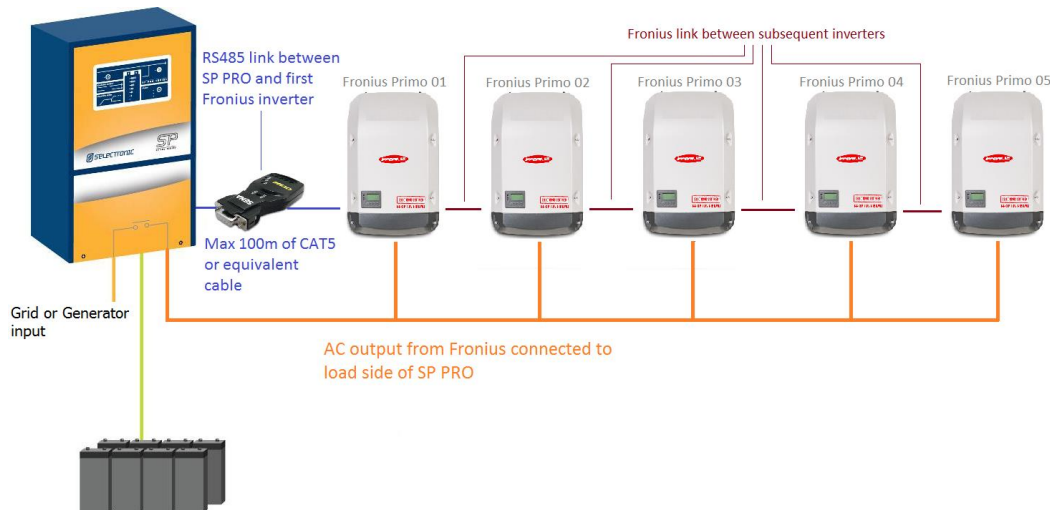 Fronius link between subsequent inverters
RS485 link between
SP PRO and first
Fronius inverter
Fronius Primo 01
Fronius Primo 02
Fronius Primo 03
Fronius Primo 04
Fronius Primo 05
SELECTRONIC
SP
Max 100m of CAT5
or equivalent
cable
Grid or Generator
input
AC output from Fronius connected to
load side of SP PRO